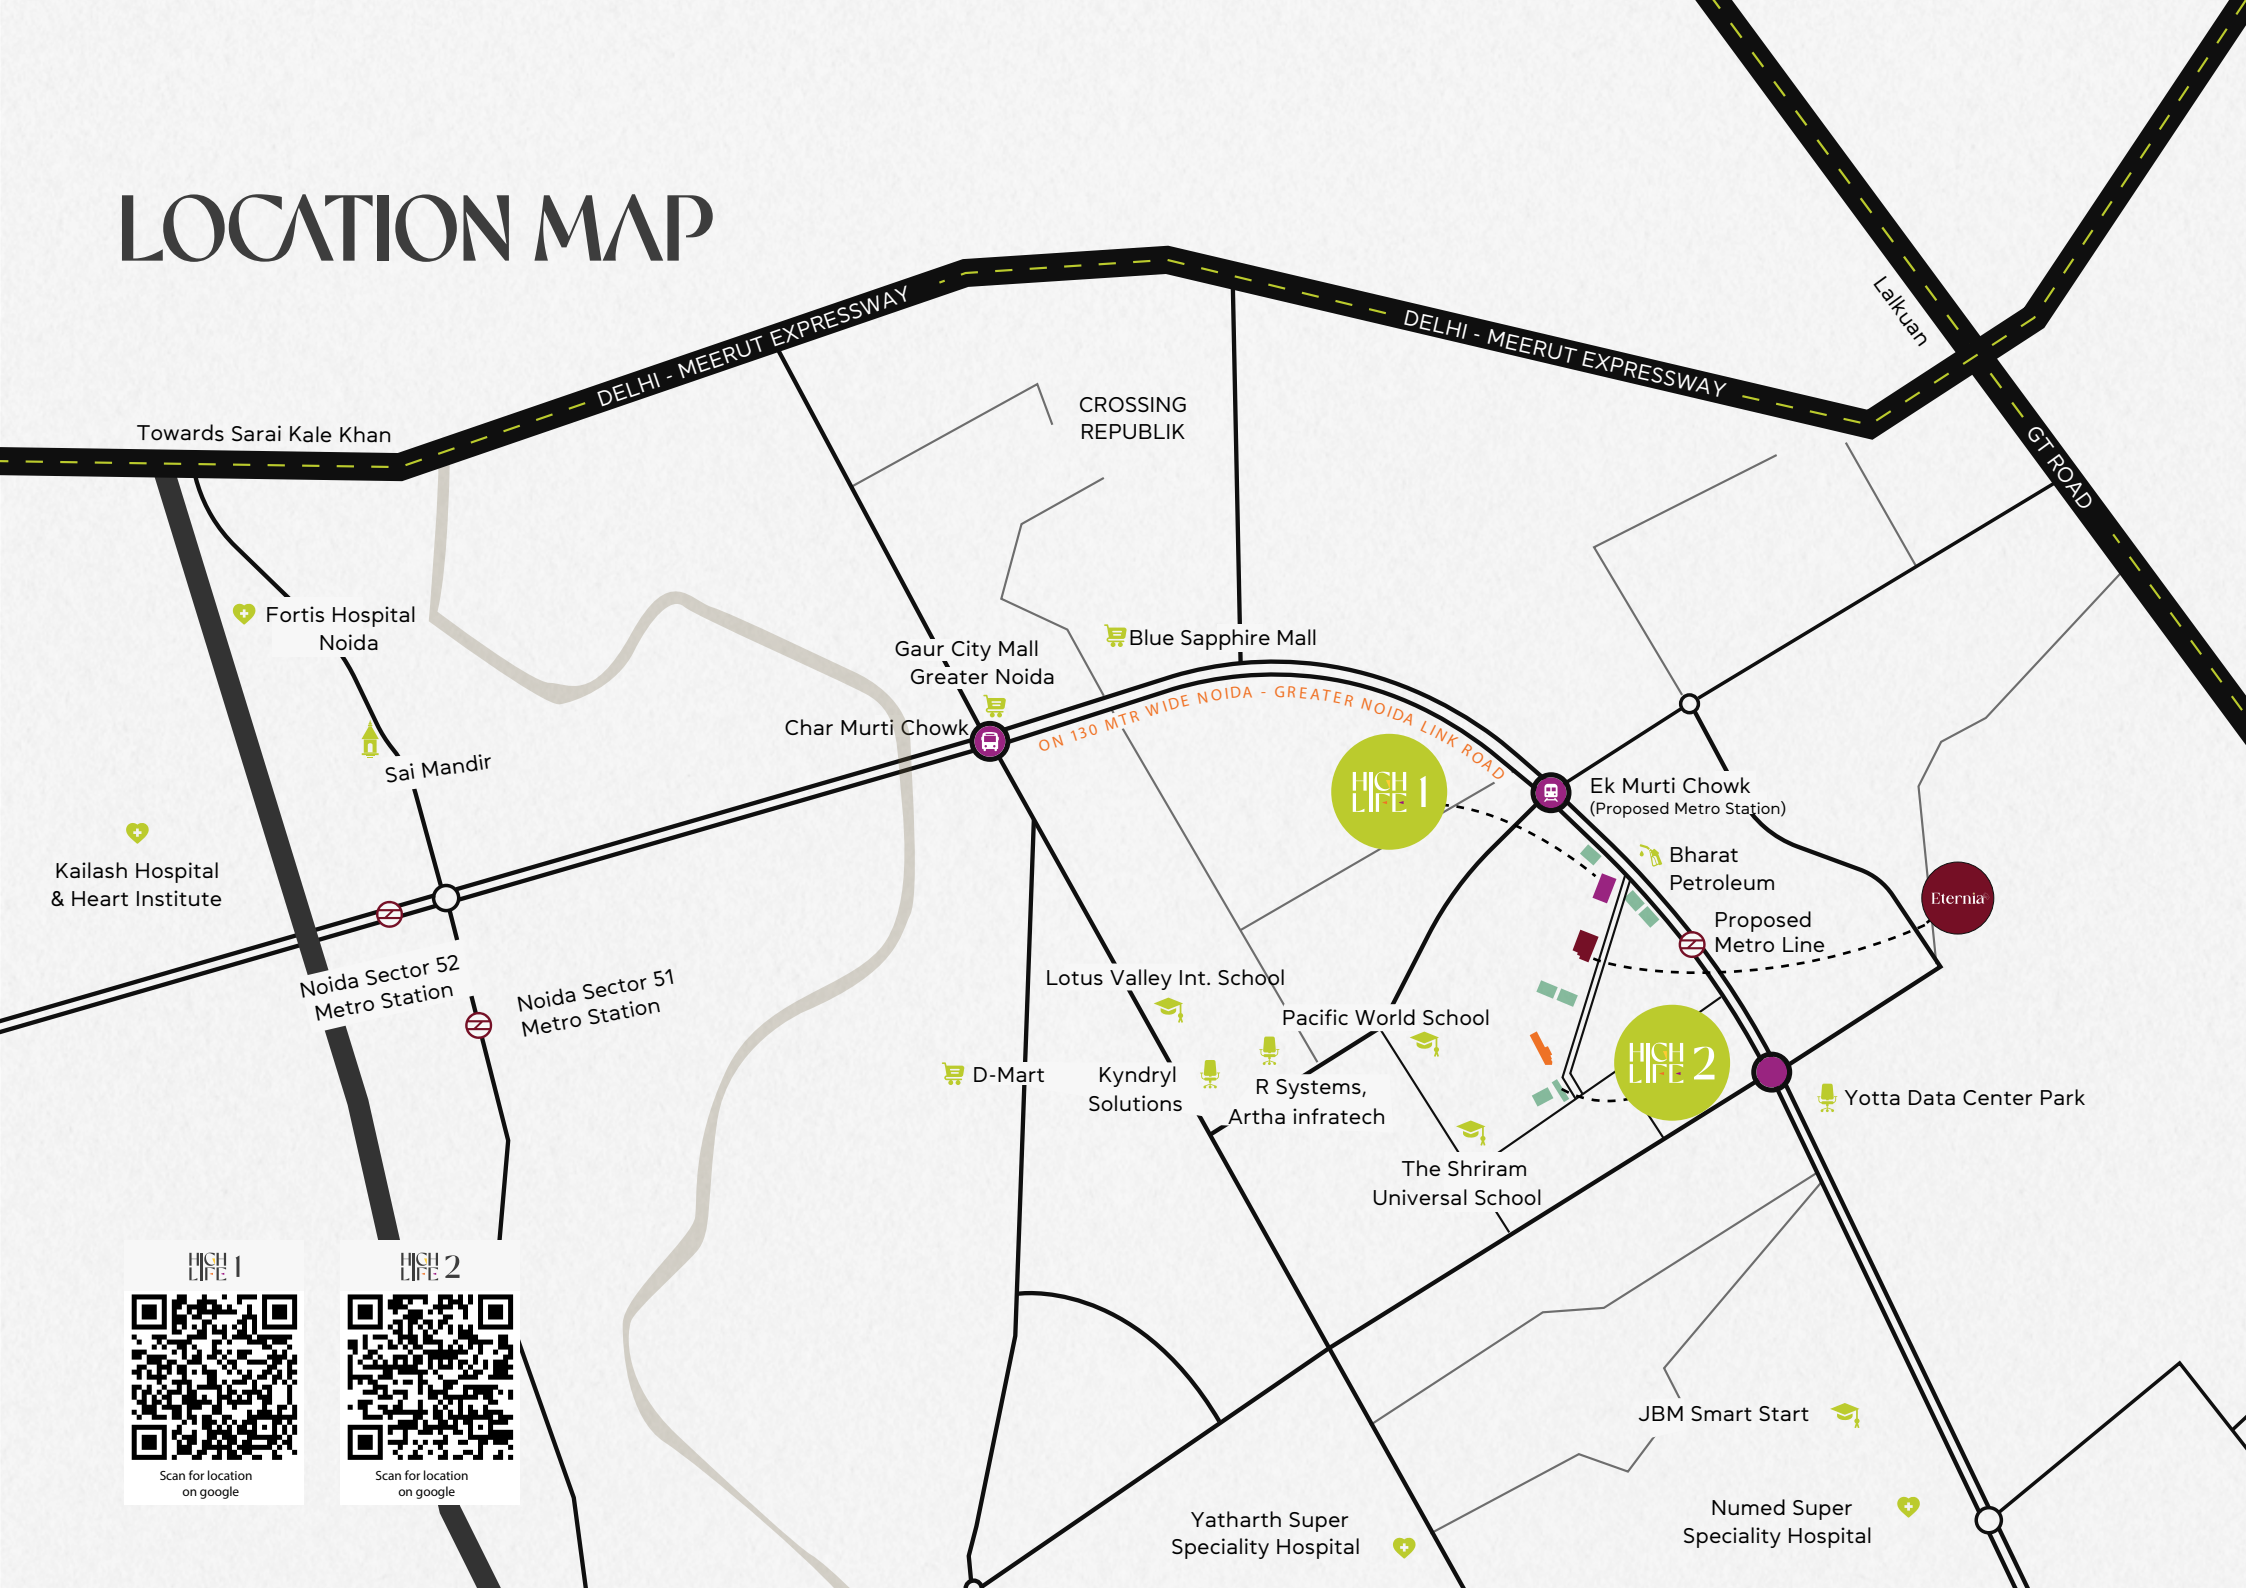 LOCATION MAP
DELHI - MEERUT EXPRESSWAY
DELHI - MEERUT EXPRESSWAY
Lalkuan
GT ROAD
Towards Sarai Kale Khan
CROSSING
REPUBLIK
Fortis Hospital
Noida
Sai Mandir
Kailash Hospital
& Heart Institute
Gaur City Mall
Greater Noida
Blue Sapphire Mall
Char Murti Chowk
ON 130 MTR WIDE NOIDA - GREATER NOIDA LINK ROAD
HIGH
LIFE 1
Ek Murti Chowk
(Proposed Metro Station)
Bharat
Petroleum
Eternia
Proposed
Metro Line
Noida Sector 52
Metro Station
Noida Sector 51
Metro Station
Lotus Valley Int. School
Pacific World School
D-Mart
Kyndryl
Solutions
R Systems,
Artha infratech
HIGH
LIFE 2
Yotta Data Center Park
The Shriram
Universal School
JBM Smart Start
Yatharth Super
Speciality Hospital
Numed Super
Speciality Hospital
HIGH
LIFE 1
Scan for location
on google
HIGH
LIFE 2
Scan for location
on google